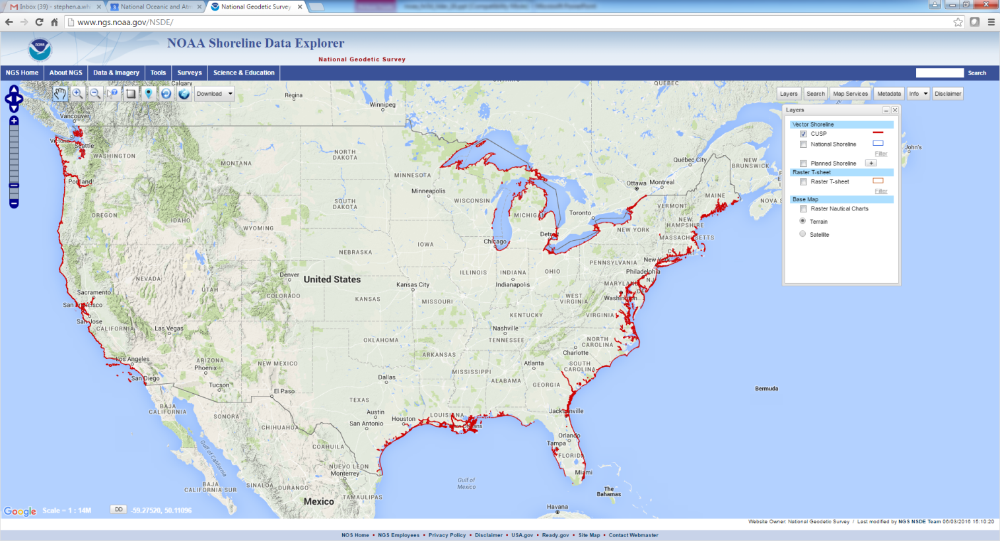 Inbox (39) - stephen.a.wh
National Oceanic and Atm
National Geodetic Survey
www.ngs.noaa.gov/NSDE/
NOAA
NOAA Shoreline Data Explorer
National Geodetic Survey
NGS Home
About NGS
Data & Imagery
Tools
Surveys
Science & Education
Search
Download
Layers
Search
Map Services
Metadata
Info
Disclaimer
Layers
Vector Shoreline
CUSP
National Shoreline
Filter
Planned Shoreline
+
Raster T-sheet
Raster T-sheet
Filter
Base Map
Raster Nautical Charts
Terrain
Satellite
Calgary
Regina
Winnipeg
QUEBEC
Vancouver
Victoria
Seattle
WASHINGTON
MONTANA
NORTH
DAKOTA
MINNESOTA
Québec City
NEW
BRUNSWICK
John's
Portland
Minneapolis
WISCONSIN
Ottawa
Montreal
MAINE
NOVA S
OREGON
IDAHO
SOUTH
DAKOTA
MICHIGAN
Toronto
VERMONT
NEW
HAMPSHIRE
WYOMING
Detroit
NEW YORK
MASSACHUSETTS
Chicago
IOWA
NEBRASKA
PENNSYLVANIA
New York
NEVADA
Denver
United States
ILLINOIS
INDIANA
OHIO
Philadelphia
NJ
Sacramento
UTAH
COLORADO
Kansas City
Indianapolis
MARYLAND
San Francisco
KANSAS
MISSOURI
WEST
VIRGINIA
Washington
San Jose
CALIFORNIA
Las Vegas
KENTUCKY
VIRGINIA
Nashville
TENNESSEE
OKLAHOMA
NORTH
CAROLINA
Charlotte
Los Angeles
ARIZONA
Phoenix
NEW MEXICO
ARKANSAS
Atlanta
SOUTH
CAROLINA
MISSISSIPPI
San Diego
Tucson
El Paso
Dallas
ALABAMA
GEORGIA
Bermuda
BAJA
CALIFORNIA
SONORA
TEXAS
Austin
San Antonio
Houston
LOUISIANA
New Orleans
Jacksonville
CHIHUAHUA
COAHUILA
Orlando
Tampa
FLORIDA
Gulf of California
NUEVO LEON
Monterrey
Miami
Gulf of
Mexico
BAJA
CALIFORNIA SUR
SINALOA
DURANGO
Mexico
TAMAULIPAS
The
Bahamas
Havana
Google
Scale = 1 : 14M
DD
-59.27520, 50.11096
Website Owner: National Geodetic Survey / Last modified by NGS NSDE Team 06/03/2016 15:10:20
NOS Home • NGS Employees • Privacy Policy • Disclaimer • USA.gov • Ready.gov • Site Map • Contact Webmaster